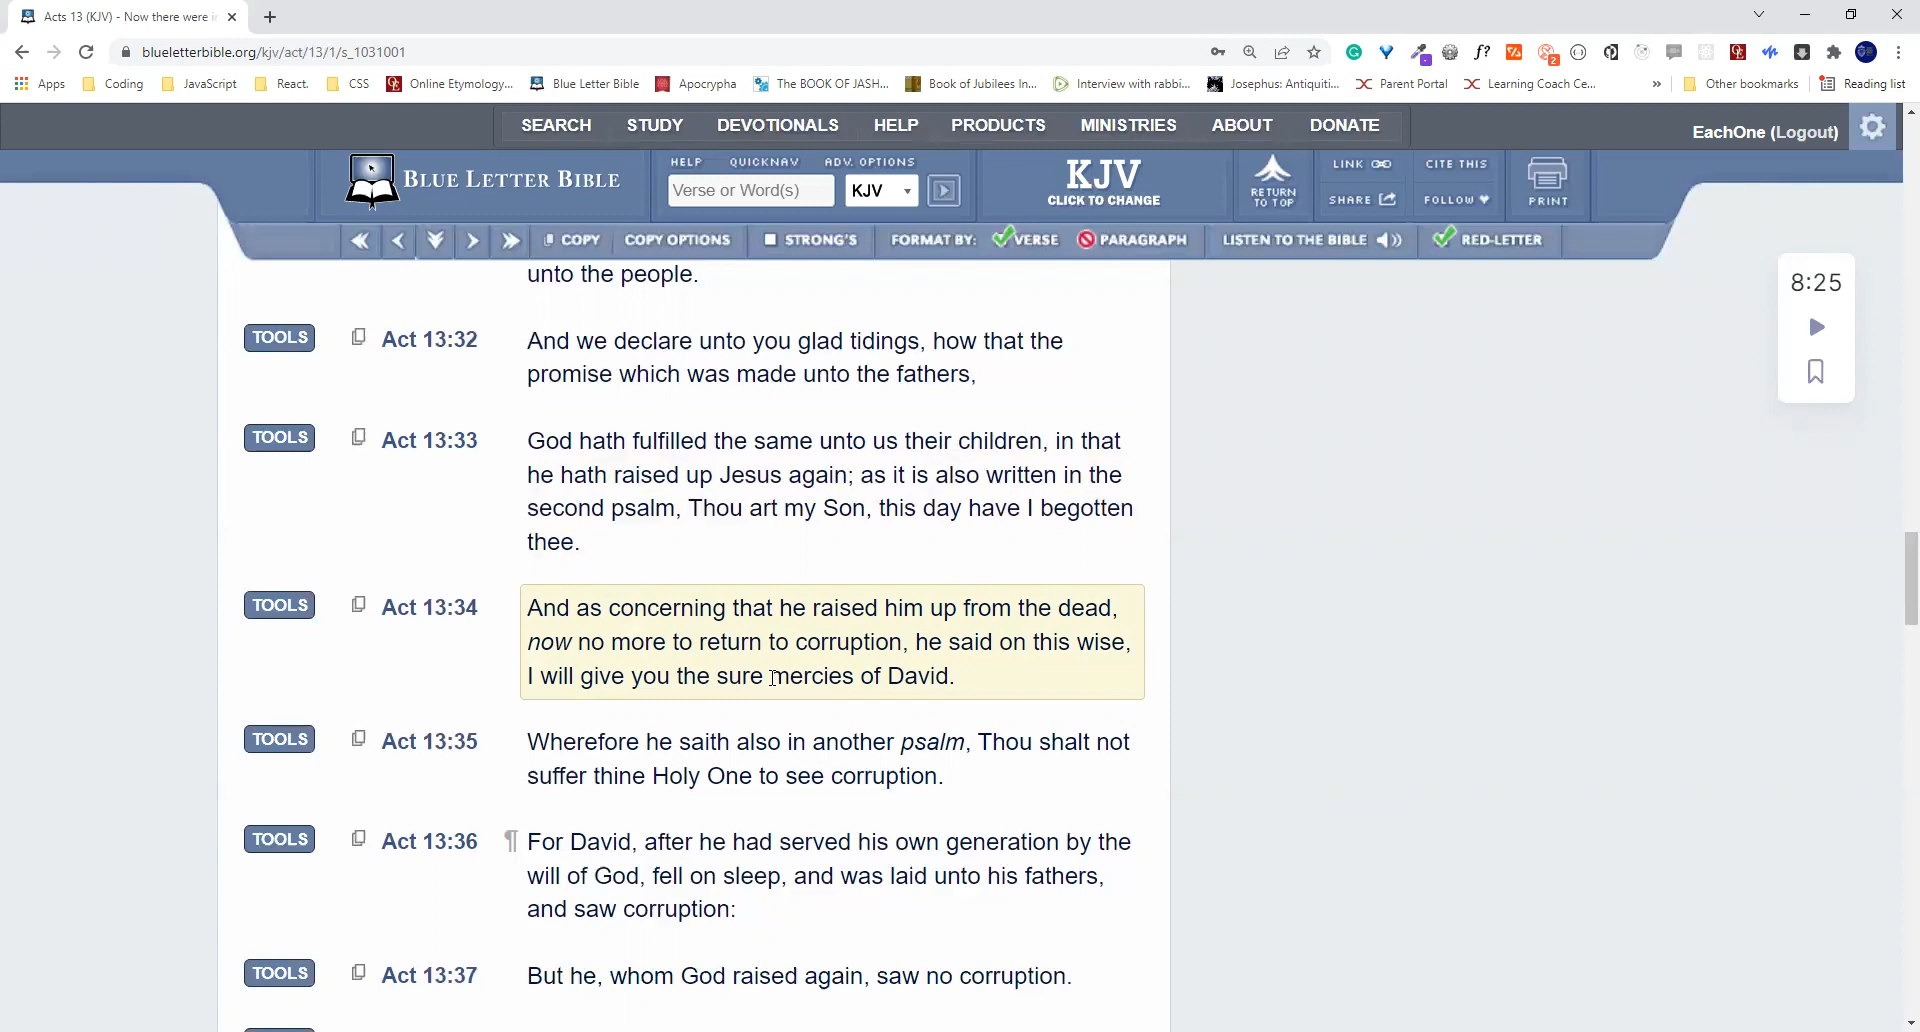 Acts 13 (KJV) - Now there were i
blueletterbible.org/kjv/act/13/1/s_1031001
f?
2
Apps
Coding
JavaScript
React.
CSS
Online Etymology...
Blue Letter Bible
Apocrypha
The BOOK OF JASH...
Book of Jubilees In...
Interview with rabbi...
Josephus: Antiquiti...
Parent Portal
Learning Coach Ce...
»
Other bookmarks
Reading list
SEARCH STUDY DEVOTIONALS HELP PRODUCTS MINISTRIES ABOUT DONATE
EachOne (Logout)
BLUE LETTER BIBLE
HELP QUICKNAV ADV. OPTIONS
Verse or Word(s)
KJV
KJV
CLICK TO CHANGE
RETURN
TO TOP
LINK
CITE THIS
SHARE
FOLLOW
PRINT
COPY
COPY OPTIONS
STRONG'S
FORMAT BY: VERSE PARAGRAPH
LISTEN TO THE BIBLE
RED-LETTER
8:25
unto the people.
TOOLS Act 13:32 And we declare unto you glad tidings, how that the
promise which was made unto the fathers,
TOOLS Act 13:33 God hath fulfilled the same unto us their children, in that
he hath raised up Jesus again; as it is also written in the
second psalm, Thou art my Son, this day have I begotten
thee.
TOOLS Act 13:34 And as concerning that he raised him up from the dead,
now no more to return to corruption, he said on this wise,
I will give you the sure mercies of David.
TOOLS Act 13:35 Wherefore he saith also in another psalm, Thou shalt not
suffer thine Holy One to see corruption.
TOOLS Act 13:36 ¶ For David, after he had served his own generation by the
will of God, fell on sleep, and was laid unto his fathers,
and saw corruption:
TOOLS Act 13:37 But he, whom God raised again, saw no corruption.